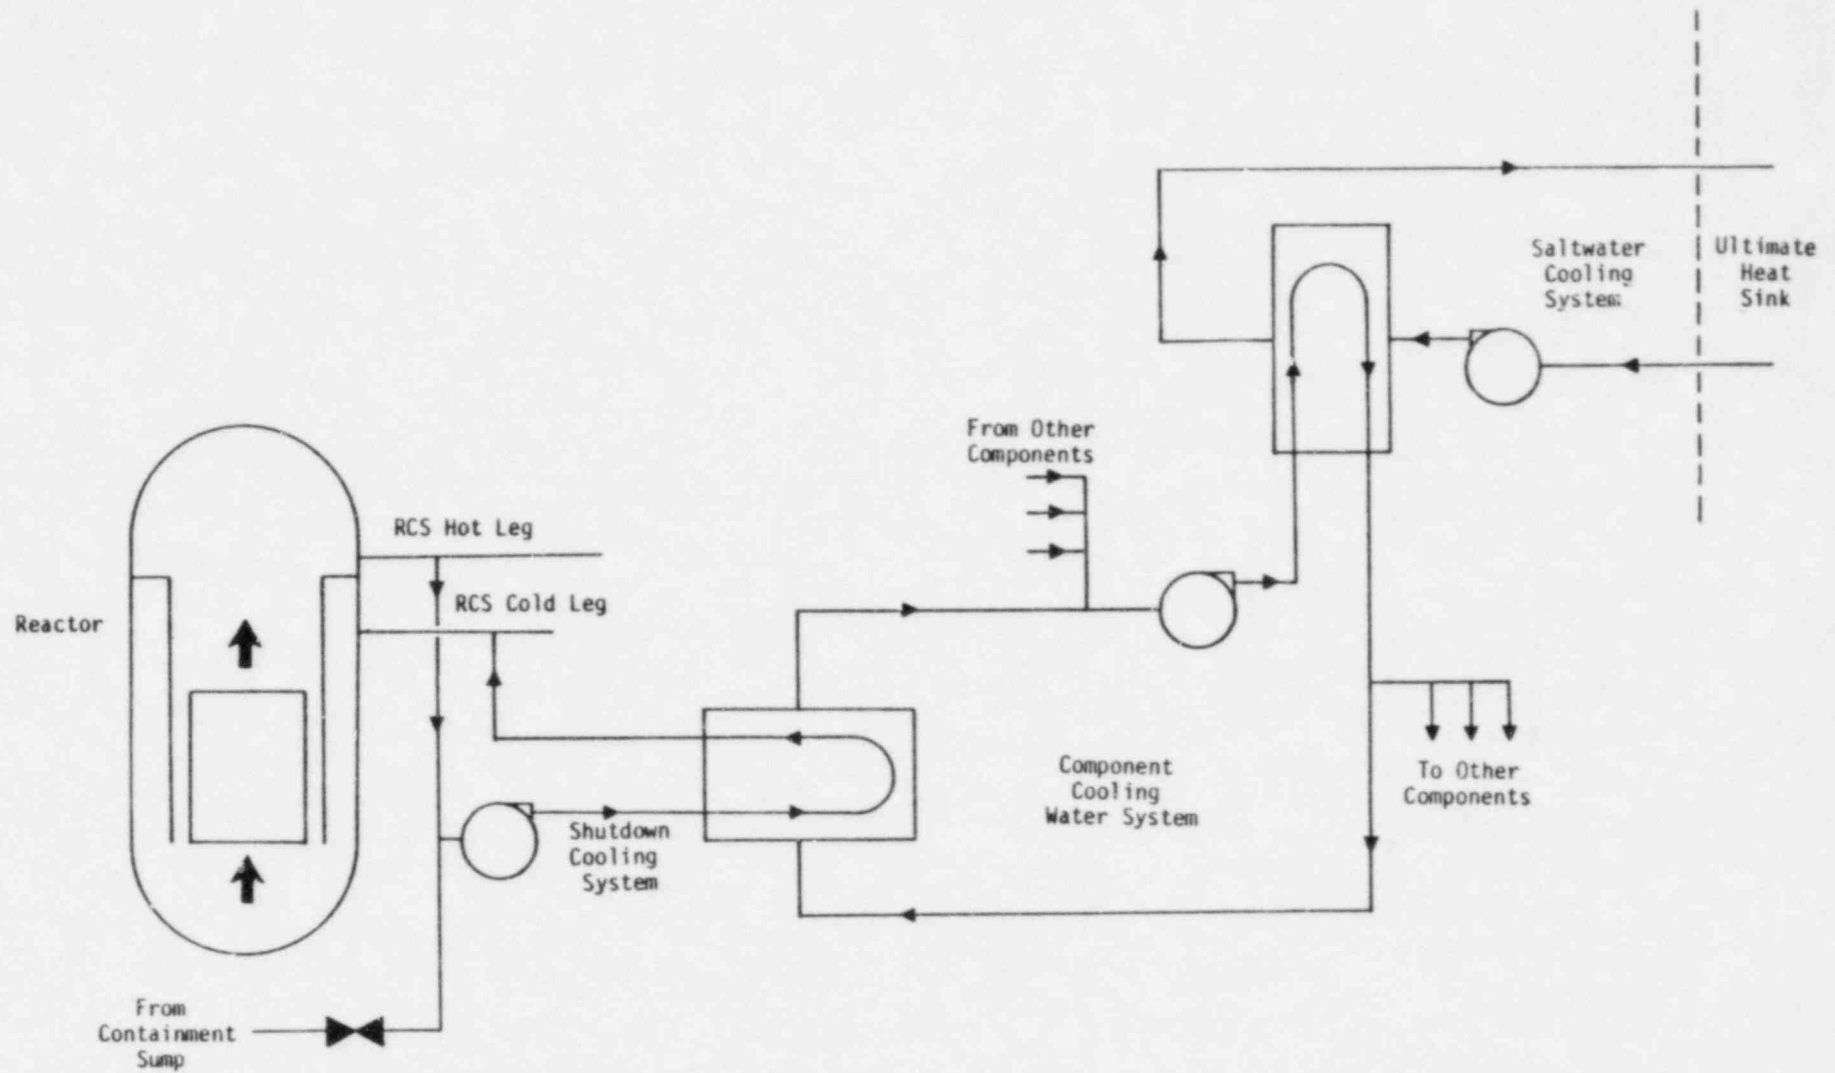 Saltwater
Cooling
System
Ultimate
Heat
Sink
From Other
Components
RCS Hot Leg
RCS Cold Leg
Reactor
Component
Cooling
Water System
To Other
Components
Shutdown
Cooling
System
From
Containment
Sump